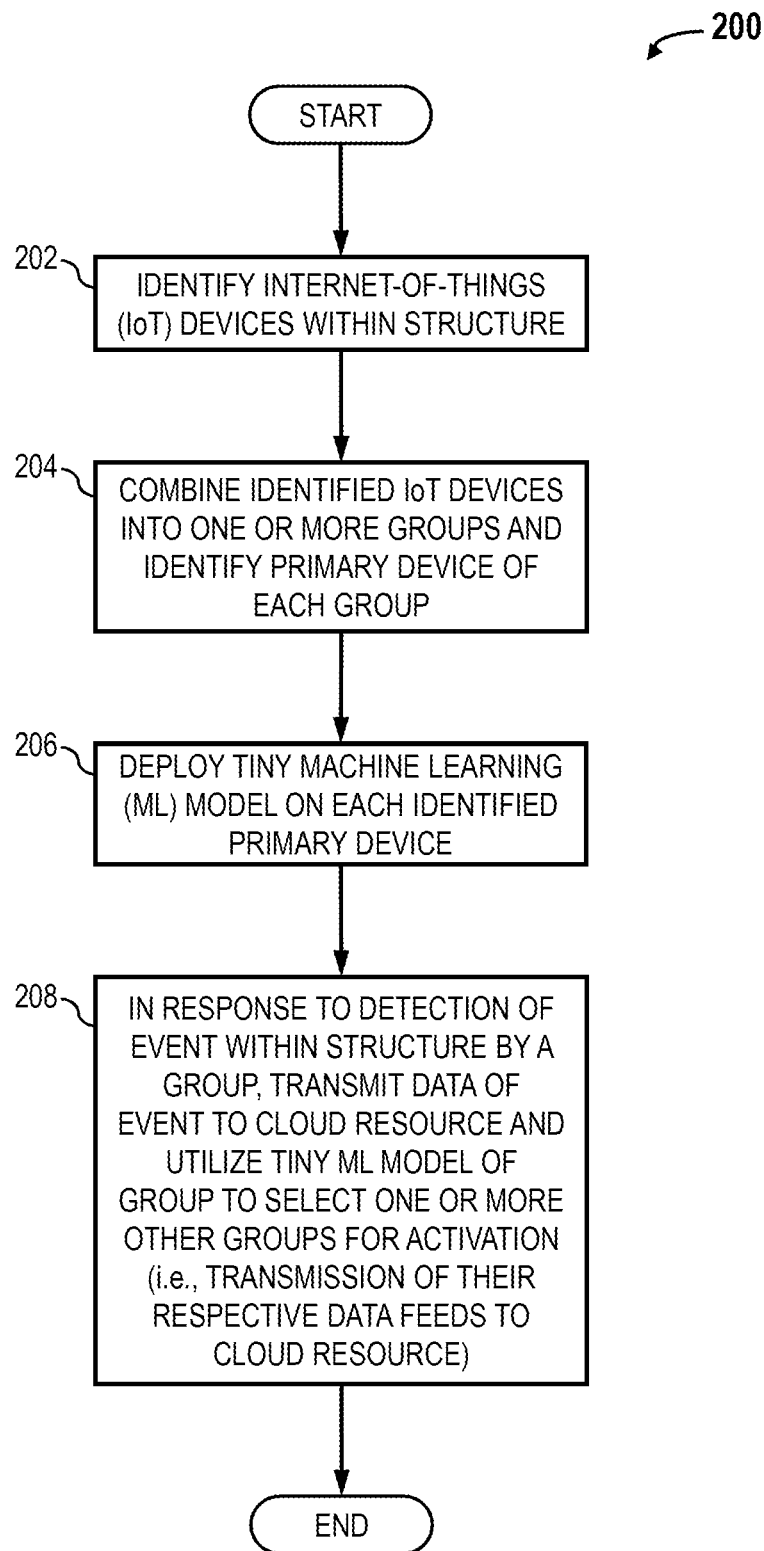 200
START
202
IDENTIFY INTERNET-OF-THINGS
(IoT) DEVICES WITHIN STRUCTURE
204
COMBINE IDENTIFIED IoT DEVICES
INTO ONE OR MORE GROUPS AND
IDENTIFY PRIMARY DEVICE OF
EACH GROUP
206
DEPLOY TINY MACHINE LEARNING
(ML) MODEL ON EACH IDENTIFIED
PRIMARY DEVICE
208
IN RESPONSE TO DETECTION OF
EVENT WITHIN STRUCTURE BY A
GROUP, TRANSMIT DATA OF
EVENT TO CLOUD RESOURCE AND
UTILIZE TINY ML MODEL OF
GROUP TO SELECT ONE OR MORE
OTHER GROUPS FOR ACTIVATION
(i.e., TRANSMISSION OF THEIR
RESPECTIVE DATA FEEDS TO
CLOUD RESOURCE)
END